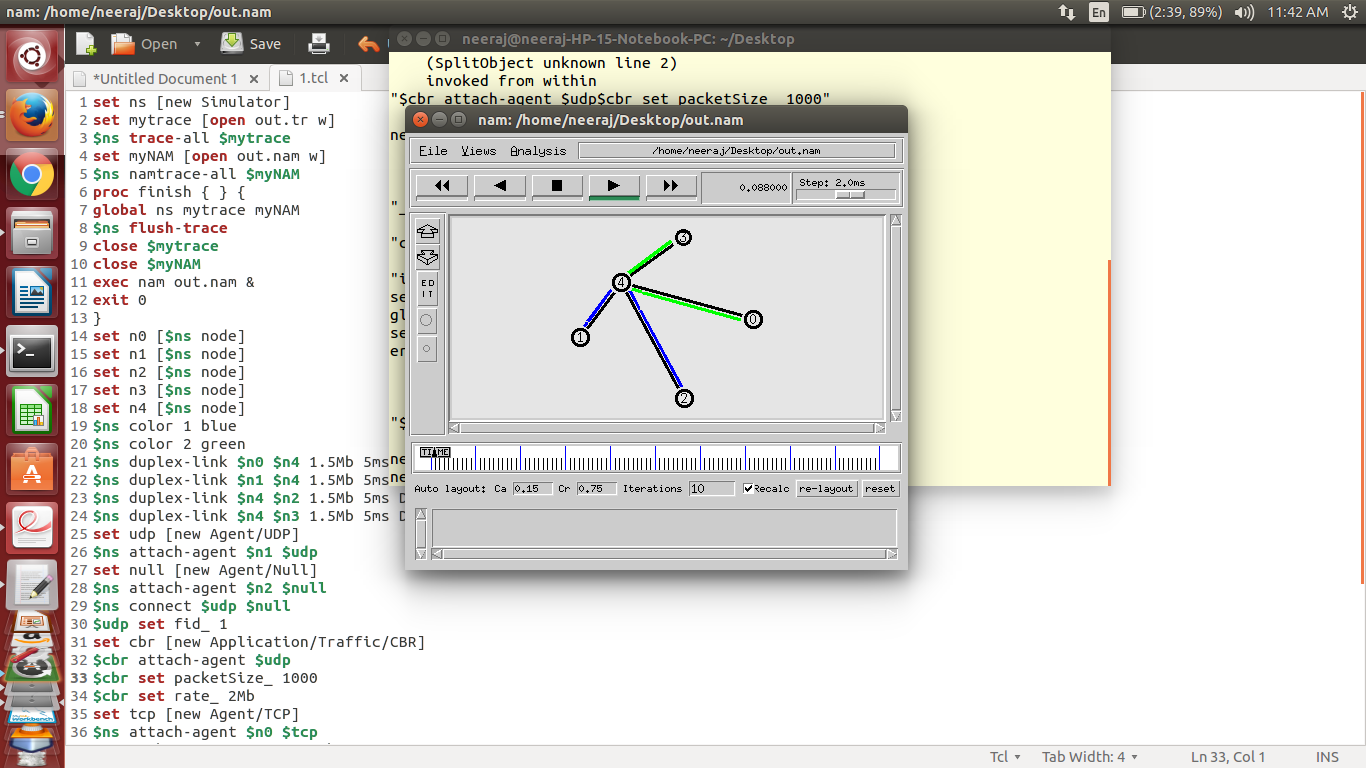 nam: /home/neeraj/Desktop/out.nam
En
(2:39, 89%)
11:42 AM
Open
Save
neeraj@neeraj-HP-15-Notebook-PC: ~/Desktop
*Untitled Document 1
1.tcl
1 set ns [new Simulator]
2 set mytrace [open out.tr w]
3 $ns trace-all $mytrace
4 set myNAM [open out.nam w]
5 $ns namtrace-all $myNAM
6 proc finish { } {
7 global ns mytrace myNAM
8 $ns flush-trace
9 close $mytrace
10 close $myNAM
11 exec nam out.nam &
12 exit 0
13 }
14 set n0 [$ns node]
15 set n1 [$ns node]
16 set n2 [$ns node]
17 set n3 [$ns node]
18 set n4 [$ns node]
19 $ns color 1 blue
20 $ns color 2 green
21 $ns duplex-link $n0 $n4 1.5Mb 5ms
22 $ns duplex-link $n1 $n4 1.5Mb 5ms
23 $ns duplex-link $n4 $n2 1.5Mb 5ms D
24 $ns duplex-link $n4 $n3 1.5Mb 5ms D
25 set udp [new Agent/UDP]
26 $ns attach-agent $n1 $udp
27 set null [new Agent/Null]
28 $ns attach-agent $n2 $null
29 $ns connect $udp $null
30 $udp set fid_ 1
31 set cbr [new Application/Traffic/CBR]
32 $cbr attach-agent $udp
33 $cbr set packetSize_ 1000
34 $cbr set rate_ 2Mb
35 set tcp [new Agent/TCP]
36 $ns attach-agent $n0 $tcp
(SplitObject unknown line 2)
invoked from within
"$cbr attach-agent $udp$cbr set packetSize_ 1000"
ne
"_
"c
"i
se
gl
se
er
"$
ne
ne
nam: /home/neeraj/Desktop/out.nam
File Views Analysis /home/neeraj/Desktop/out.nam
0.088000
Step: 2.0ms
ED
IT
3
4
0
1
2
TIME
Auto layout: Ca 0.15 Cr 0.75 Iterations 10 Recalc re-layout reset
workbench
Tcl
Tab Width: 4
Ln 33, Col 1
INS